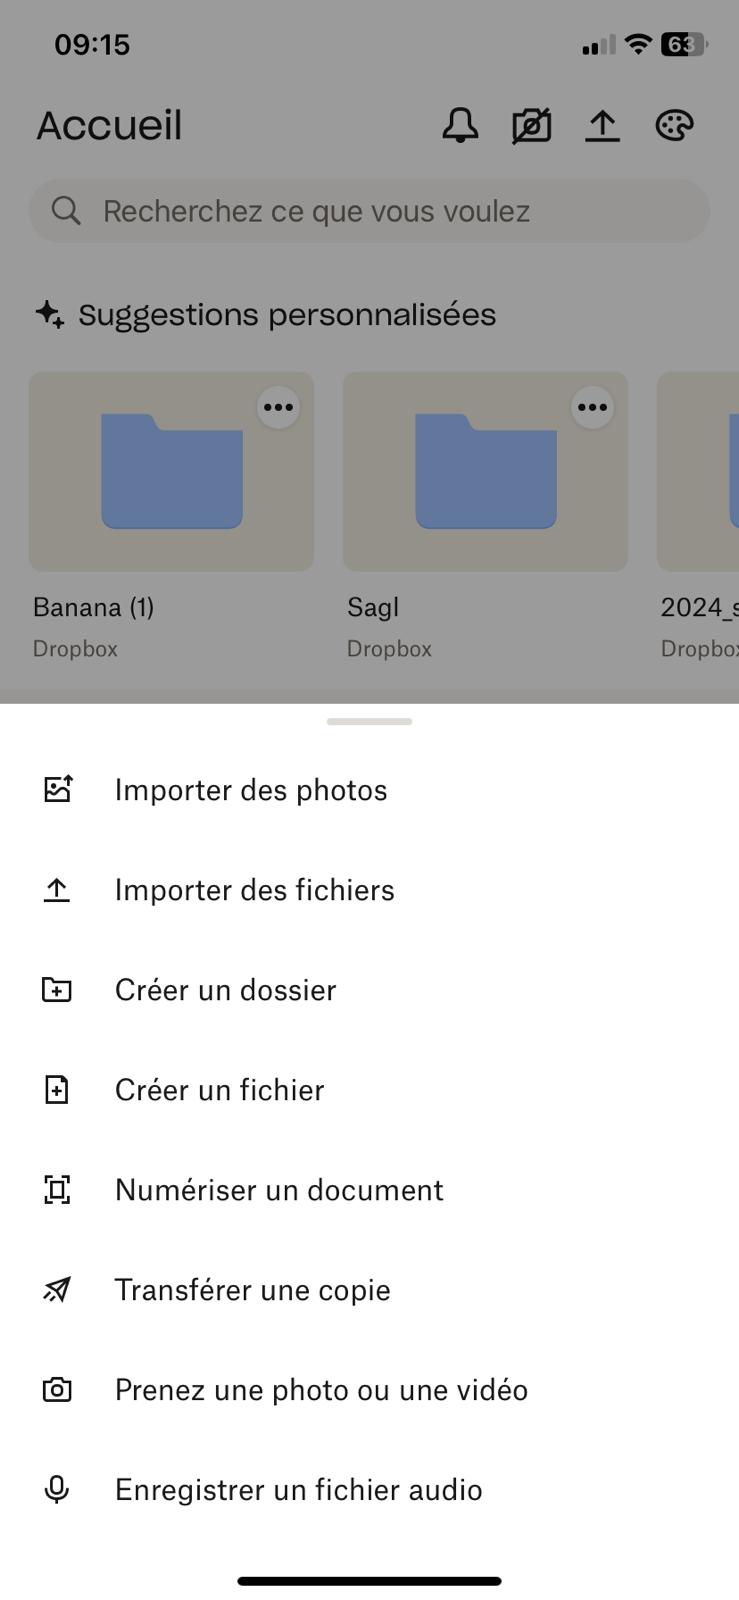 09:15
63
Accueil
Recherchez ce que vous voulez
Suggestions personnalisées
Banana (1)
Dropbox
Sagl
Dropbox
2024_s
Dropbox
Importer des photos
Importer des fichiers
Créer un dossier
Créer un fichier
Numériser un document
Transférer une copie
Prenez une photo ou une vidéo
Enregistrer un fichier audio